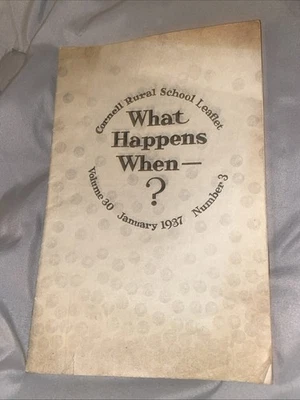 Cornell Rural School Leaflet
What
Happens
When—
?
Volume 30 January 1937 Number 3